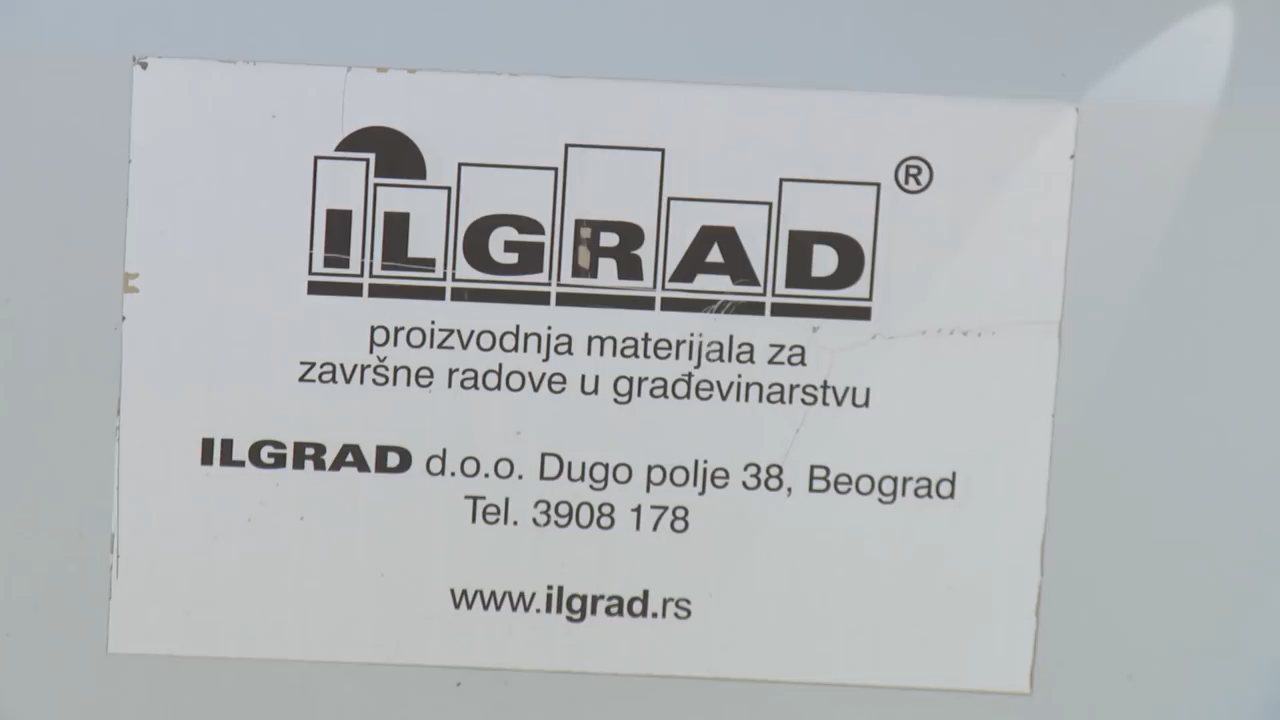 ILGRAD ®
proizvodnja materijala za
završne radove u građevinarstvu
ILGRAD d.o.o. Dugo polje 38, Beograd
Tel. 3908 178
www.ilgrad.rs